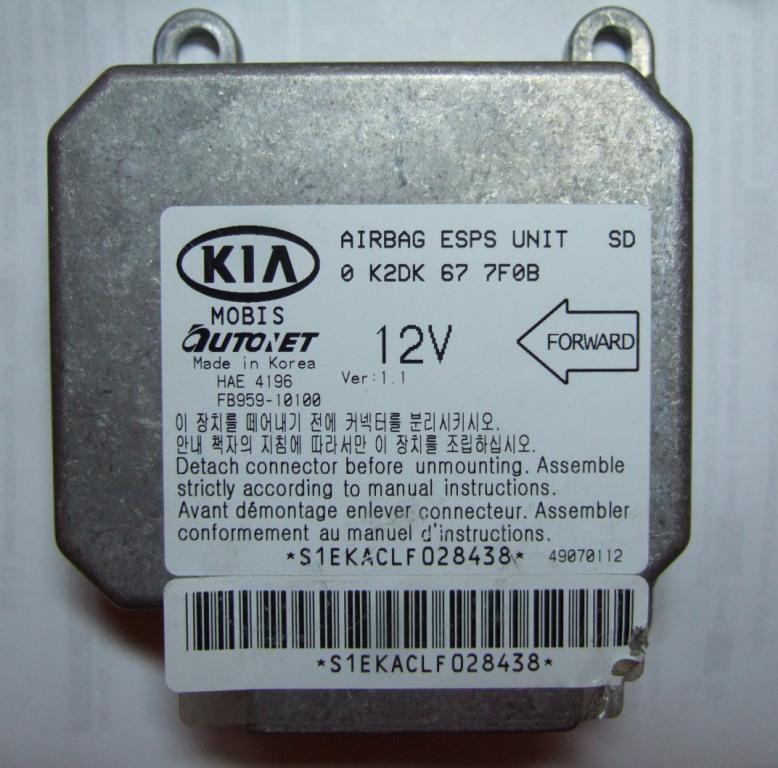 KIA
AIRBAG ESPS UNIT SD
0 K2DK 67 7F0B
MOBIS
AUTONET
12V
FORWARD
Made in Korea
Ver:1.1
HAE 4196
FB959-10100
이 장치를 떼어내기 전에 커넥터를 분리시키시오.
안내 책자의 지침에 따라서만 이 장치를 조립하십시오.
Detach connector before unmounting. Assemble
strictly according to manual instructions.
Avant démontage enlever connecteur. Assembler
conformement au manuel d'instructions.
*S1EKACLF028438* 49070112
*S1EKACLF028438*